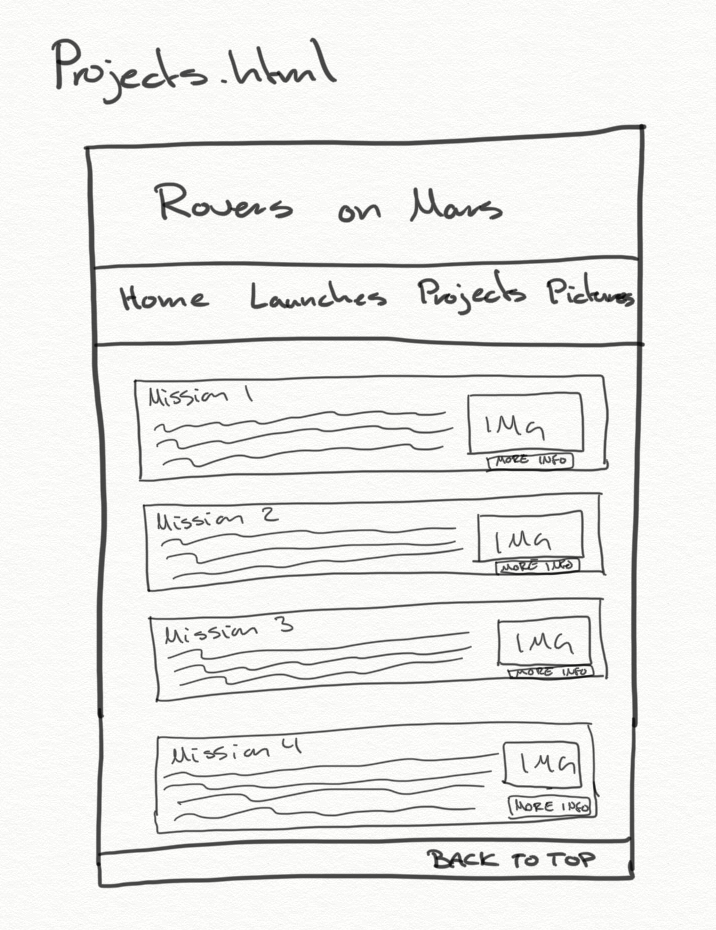 Projects.html
Rovers on Mars
Home Launches Projects Pictures
Mission 1
IMG
MORE INFO
Mission 2
IMG
MORE INFO
Mission 3
IMG
MORE INFO
Mission 4
IMG
MORE INFO
BACK TO TOP